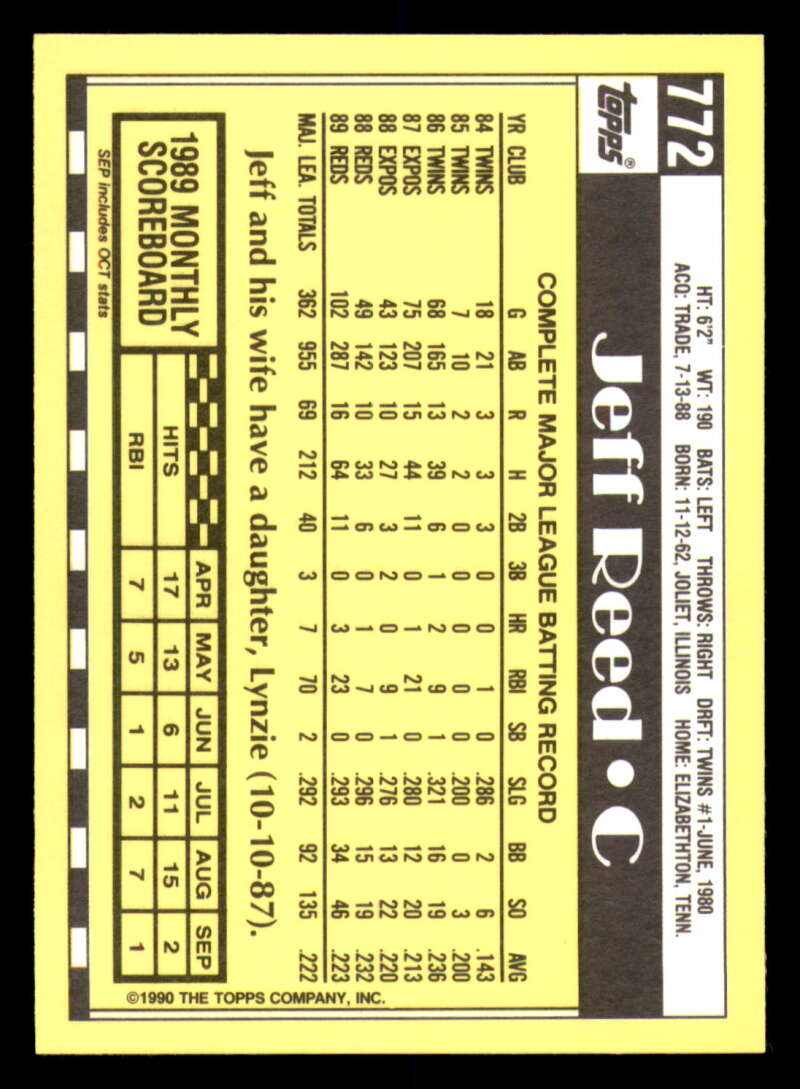 772
topps®
HT: 6'2" WT: 190 BATS: LEFT THROWS: RIGHT DRFT: TWINS #1-JUNE, 1980
ACQ: TRADE, 7-13-88 BORN: 11-12-62, JOLIET, ILLINOIS HOME: ELIZABETHTON, TENN.
Jeff Reed • C
COMPLETE MAJOR LEAGUE BATTING RECORD
YR CLUB G AB R H 2B 3B HR RBI SB SLG BB SO AVG
84 TWINS 18 21 3 3 3 0 0 1 0 .286 2 6 .143
85 TWINS 7 10 2 2 0 0 0 0 0 .200 0 3 .200
86 TWINS 68 165 13 39 6 1 2 9 1 .321 16 19 .236
87 EXPOS 75 207 15 44 11 0 1 21 0 .280 12 20 .213
88 EXPOS 43 123 10 27 3 2 0 9 1 .276 13 22 .220
88 REDS 49 142 10 33 6 0 1 7 0 .296 15 19 .232
89 REDS 102 287 16 64 11 0 3 23 0 .293 34 46 .223
MAJ. LEA. TOTALS 362 955 69 212 40 3 7 70 2 .292 92 135 .222
Jeff and his wife have a daughter, Lynzie (10-10-87).
1989 MONTHLY
SCOREBOARD
APR MAY JUN JUL AUG SEP
HITS 17 13 6 11 15 2
RBI 7 5 1 2 7 1
SEP includes OCT stats
©1990 THE TOPPS COMPANY, INC.